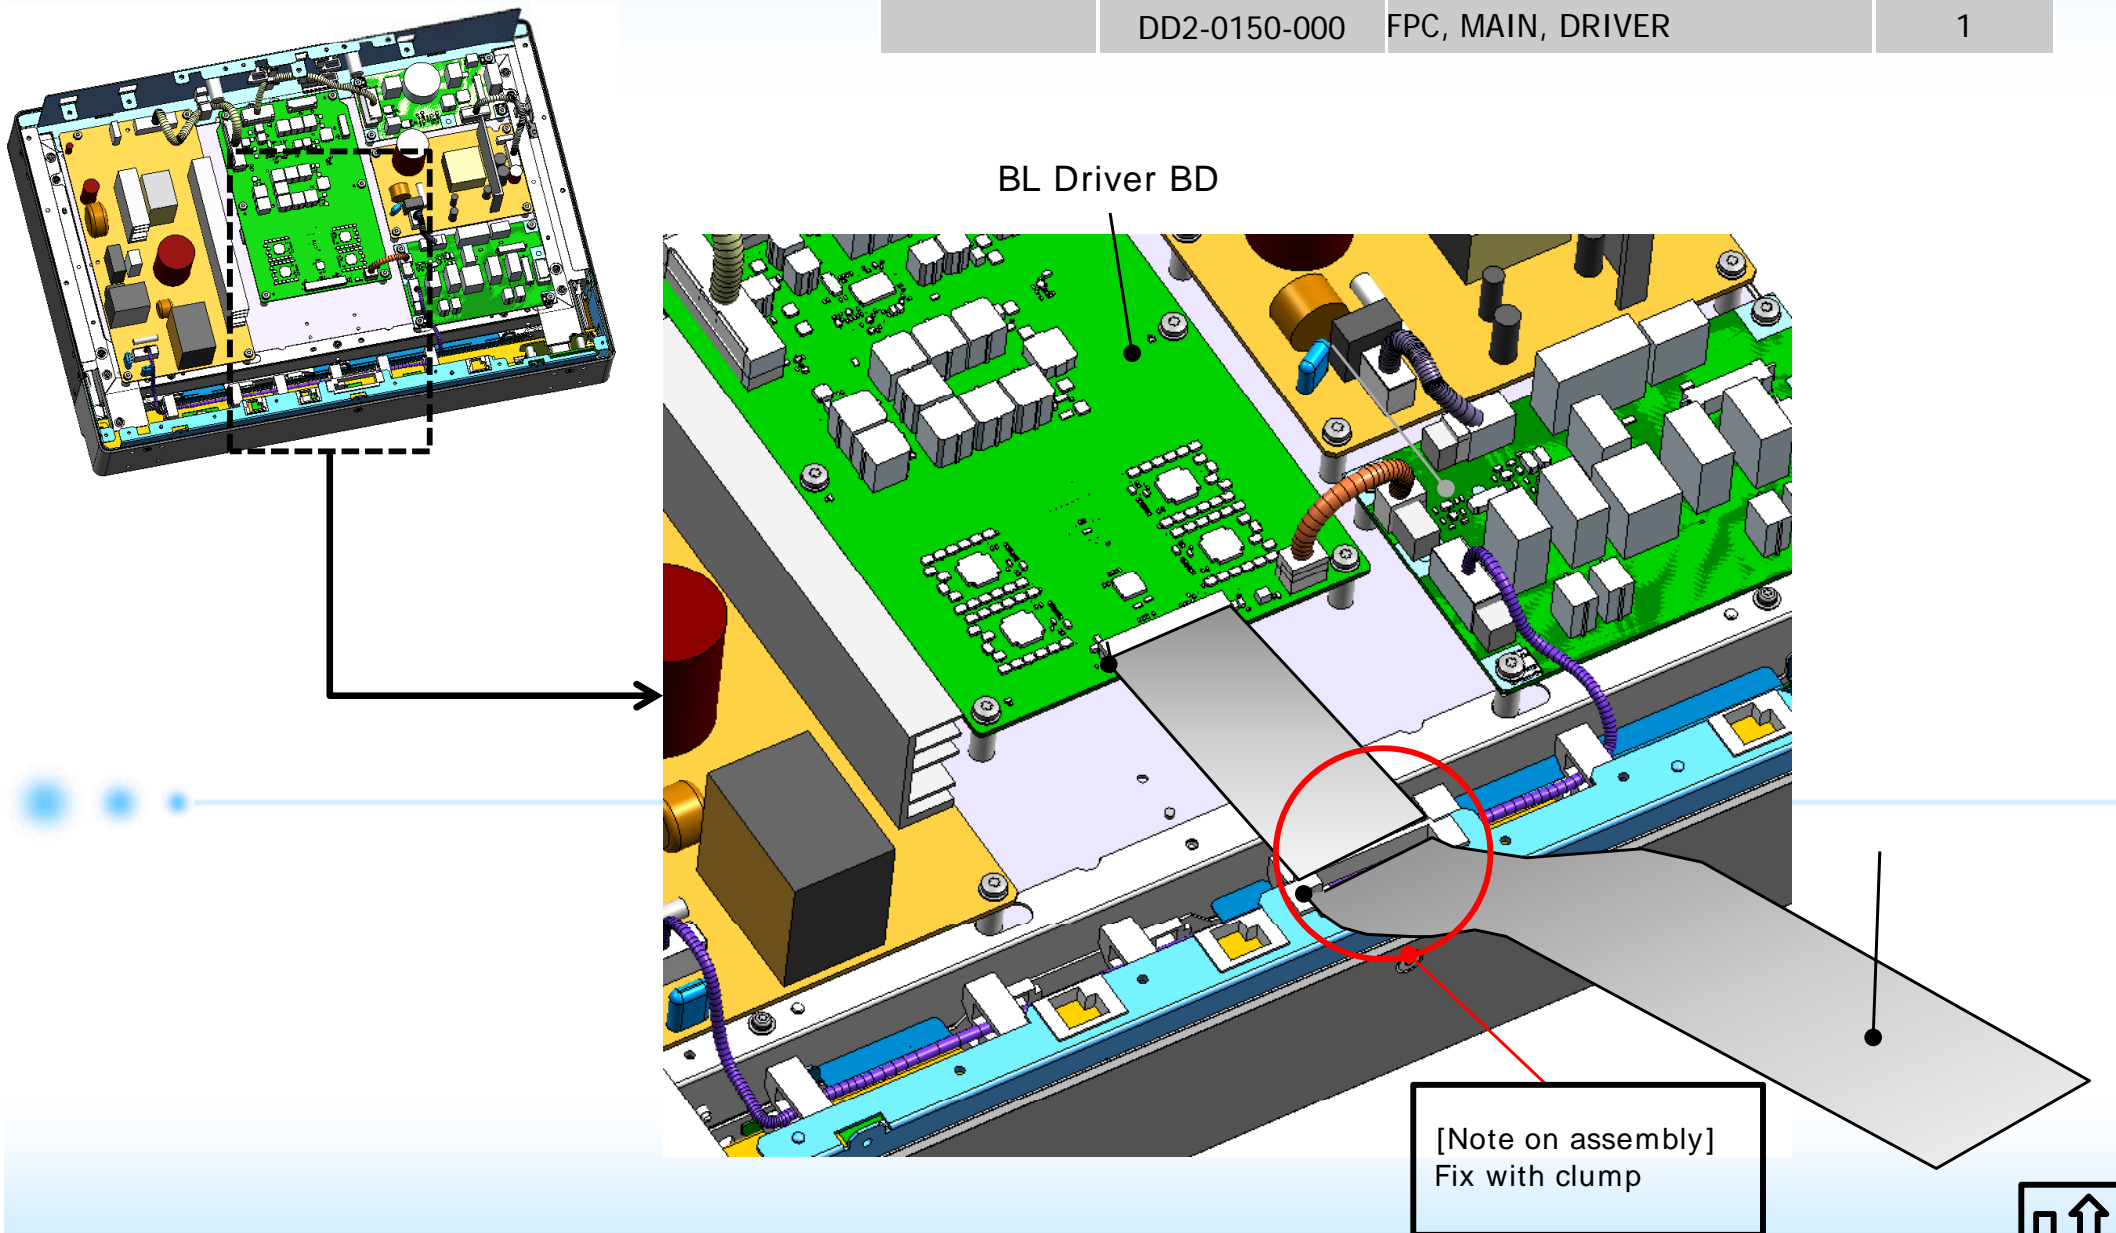 DD2-0150-000 FPC, MAIN, DRIVER 1
BL Driver BD
[Note on assembly]
Fix with clump